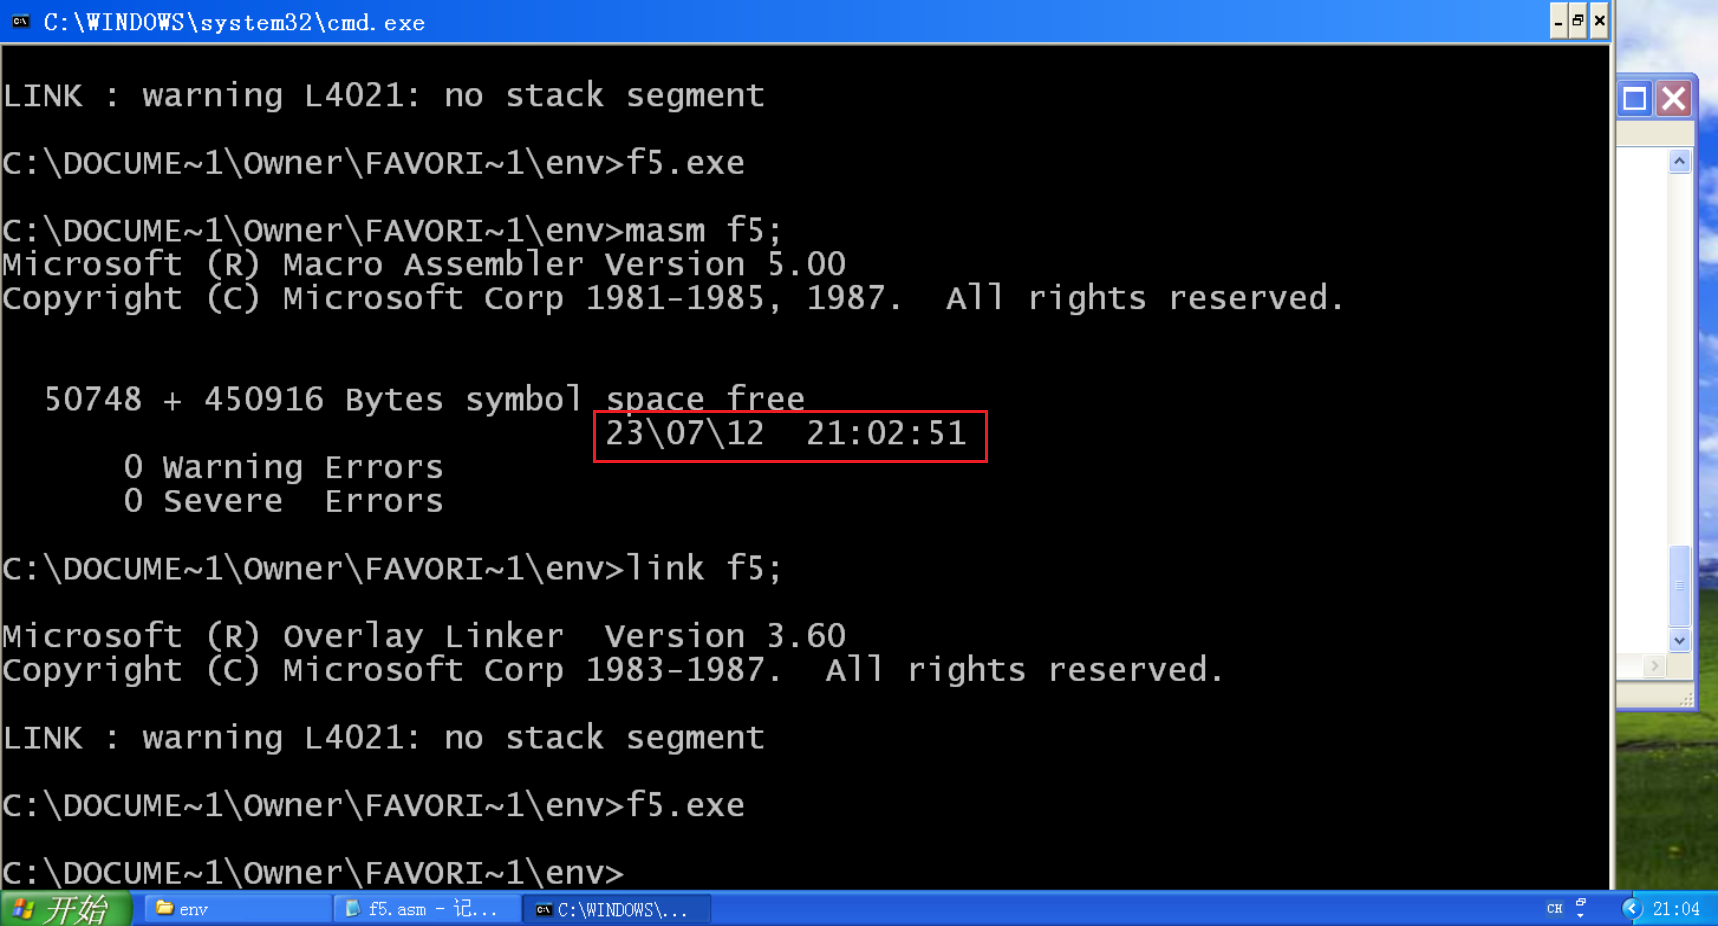 C:\WINDOWS\system32\cmd.exe
LINK : warning L4021: no stack segment
C:\DOCUME~1\Owner\FAVORI~1\env>f5.exe
C:\DOCUME~1\Owner\FAVORI~1\env>masm f5;
Microsoft (R) Macro Assembler Version 5.00
Copyright (C) Microsoft Corp 1981-1985, 1987.  All rights reserved.
50748 + 450916 Bytes symbol space free
23\07\12  21:02:51
0 Warning Errors
0 Severe  Errors
C:\DOCUME~1\Owner\FAVORI~1\env>link f5;
Microsoft (R) Overlay Linker  Version 3.60
Copyright (C) Microsoft Corp 1983-1987.  All rights reserved.
LINK : warning L4021: no stack segment
C:\DOCUME~1\Owner\FAVORI~1\env>f5.exe
C:\DOCUME~1\Owner\FAVORI~1\env>
开始 env f5.asm - 记... C:\WINDOWS\... CH 21:04